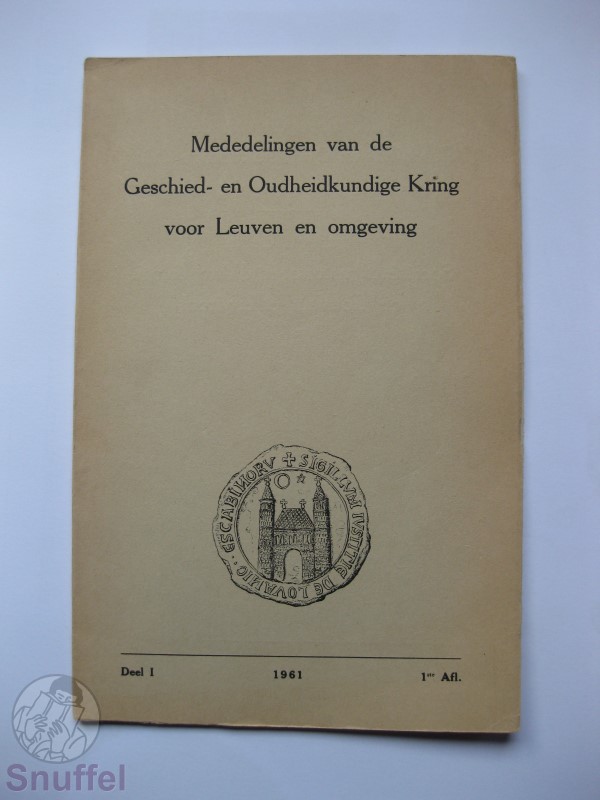 Mededelingen van de
Geschied- en Oudheidkundige Kring
voor Leuven en omgeving
✝ SIGILLVM IVSTITIE DE LOVANIO: ESCABINORV
Deel I 1961 1ste Afl.
Snuffel